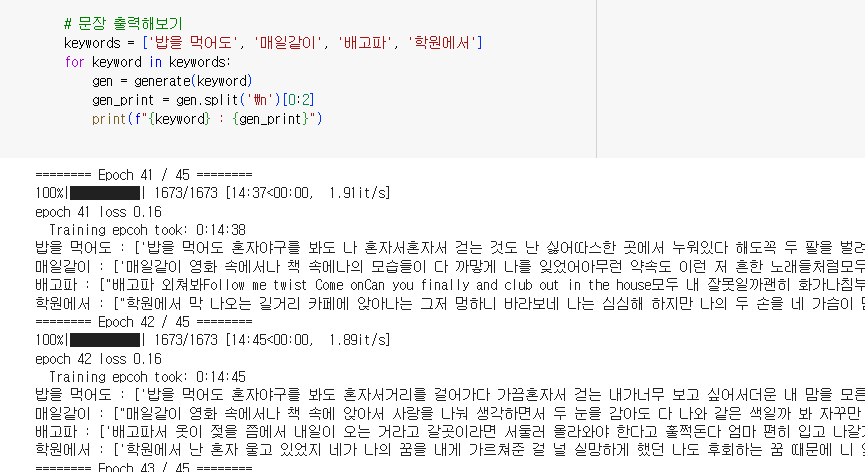 # 문장 출력해보기
keywords = ['밥을 먹어도', '매일같이', '배고파', '학원에서']
for keyword in keywords:
gen = generate(keyword)
gen_print = gen.split('\n')[0:2]
print(f"{keyword} : {gen_print}")
======== Epoch 41 / 45 ========
100%|██████████| 1673/1673 [14:37<00:00, 1.91it/s]
epoch 41 loss 0.16
Training epcoh took: 0:14:38
밥을 먹어도 : ['밥을 먹어도 혼자야구를 봐도 나 혼자서혼자서 걷는 것도 난 싫어따스한 곳에서 누워있다 해도꼭 두 팔을 벌려
매일같이 : ['매일같이 영화 속에서나 책 속에나의 모습들이 다 까맣게 나를 잊었어아무런 약속도 이런 저 흔한 노래들처럼모두
배고파 : ["배고파 외쳐봐Follow me twist Come onCan you finally and club out in the house모두 내 잘못일까괜히 화가나침부
학원에서 : ["학원에서 막 나오는 길거리 카페에 앉아나는 그저 멍하니 바라보네 나는 심심해 하지만 나의 두 손을 네 가슴이
======== Epoch 42 / 45 ========
100%|██████████| 1673/1673 [14:45<00:00, 1.89it/s]
epoch 42 loss 0.16
Training epcoh took: 0:14:45
밥을 먹어도 : ['밥을 먹어도 혼자야구를 봐도 혼자서거리를 걸어가다 가끔혼자서 걷는 내가너무 보고 싶어서더운 내 맘을 모른
매일같이 : ["매일같이 영화 속에서나 책 속에 앉아서 사랑을 나눠 생각하면서 두 눈을 감아도 다 나와 같은 색일까 봐 자꾸만
배고파 : ['배고파서 옷이 젖을 쯤에서 내일이 오는 거라고 갈곳이라면 서둘러 올라와야 한다고 훌쩍돈다 엄마 편히 입고 나갈
학원에서 : ['학원에서 난 혼자 울고 있었지 네가 나의 꿈을 내게 가르쳐준 걸 널 실망하게 했던 나도 후회하는 꿈 때문에 니
======== Epoch 43 / 45 ========